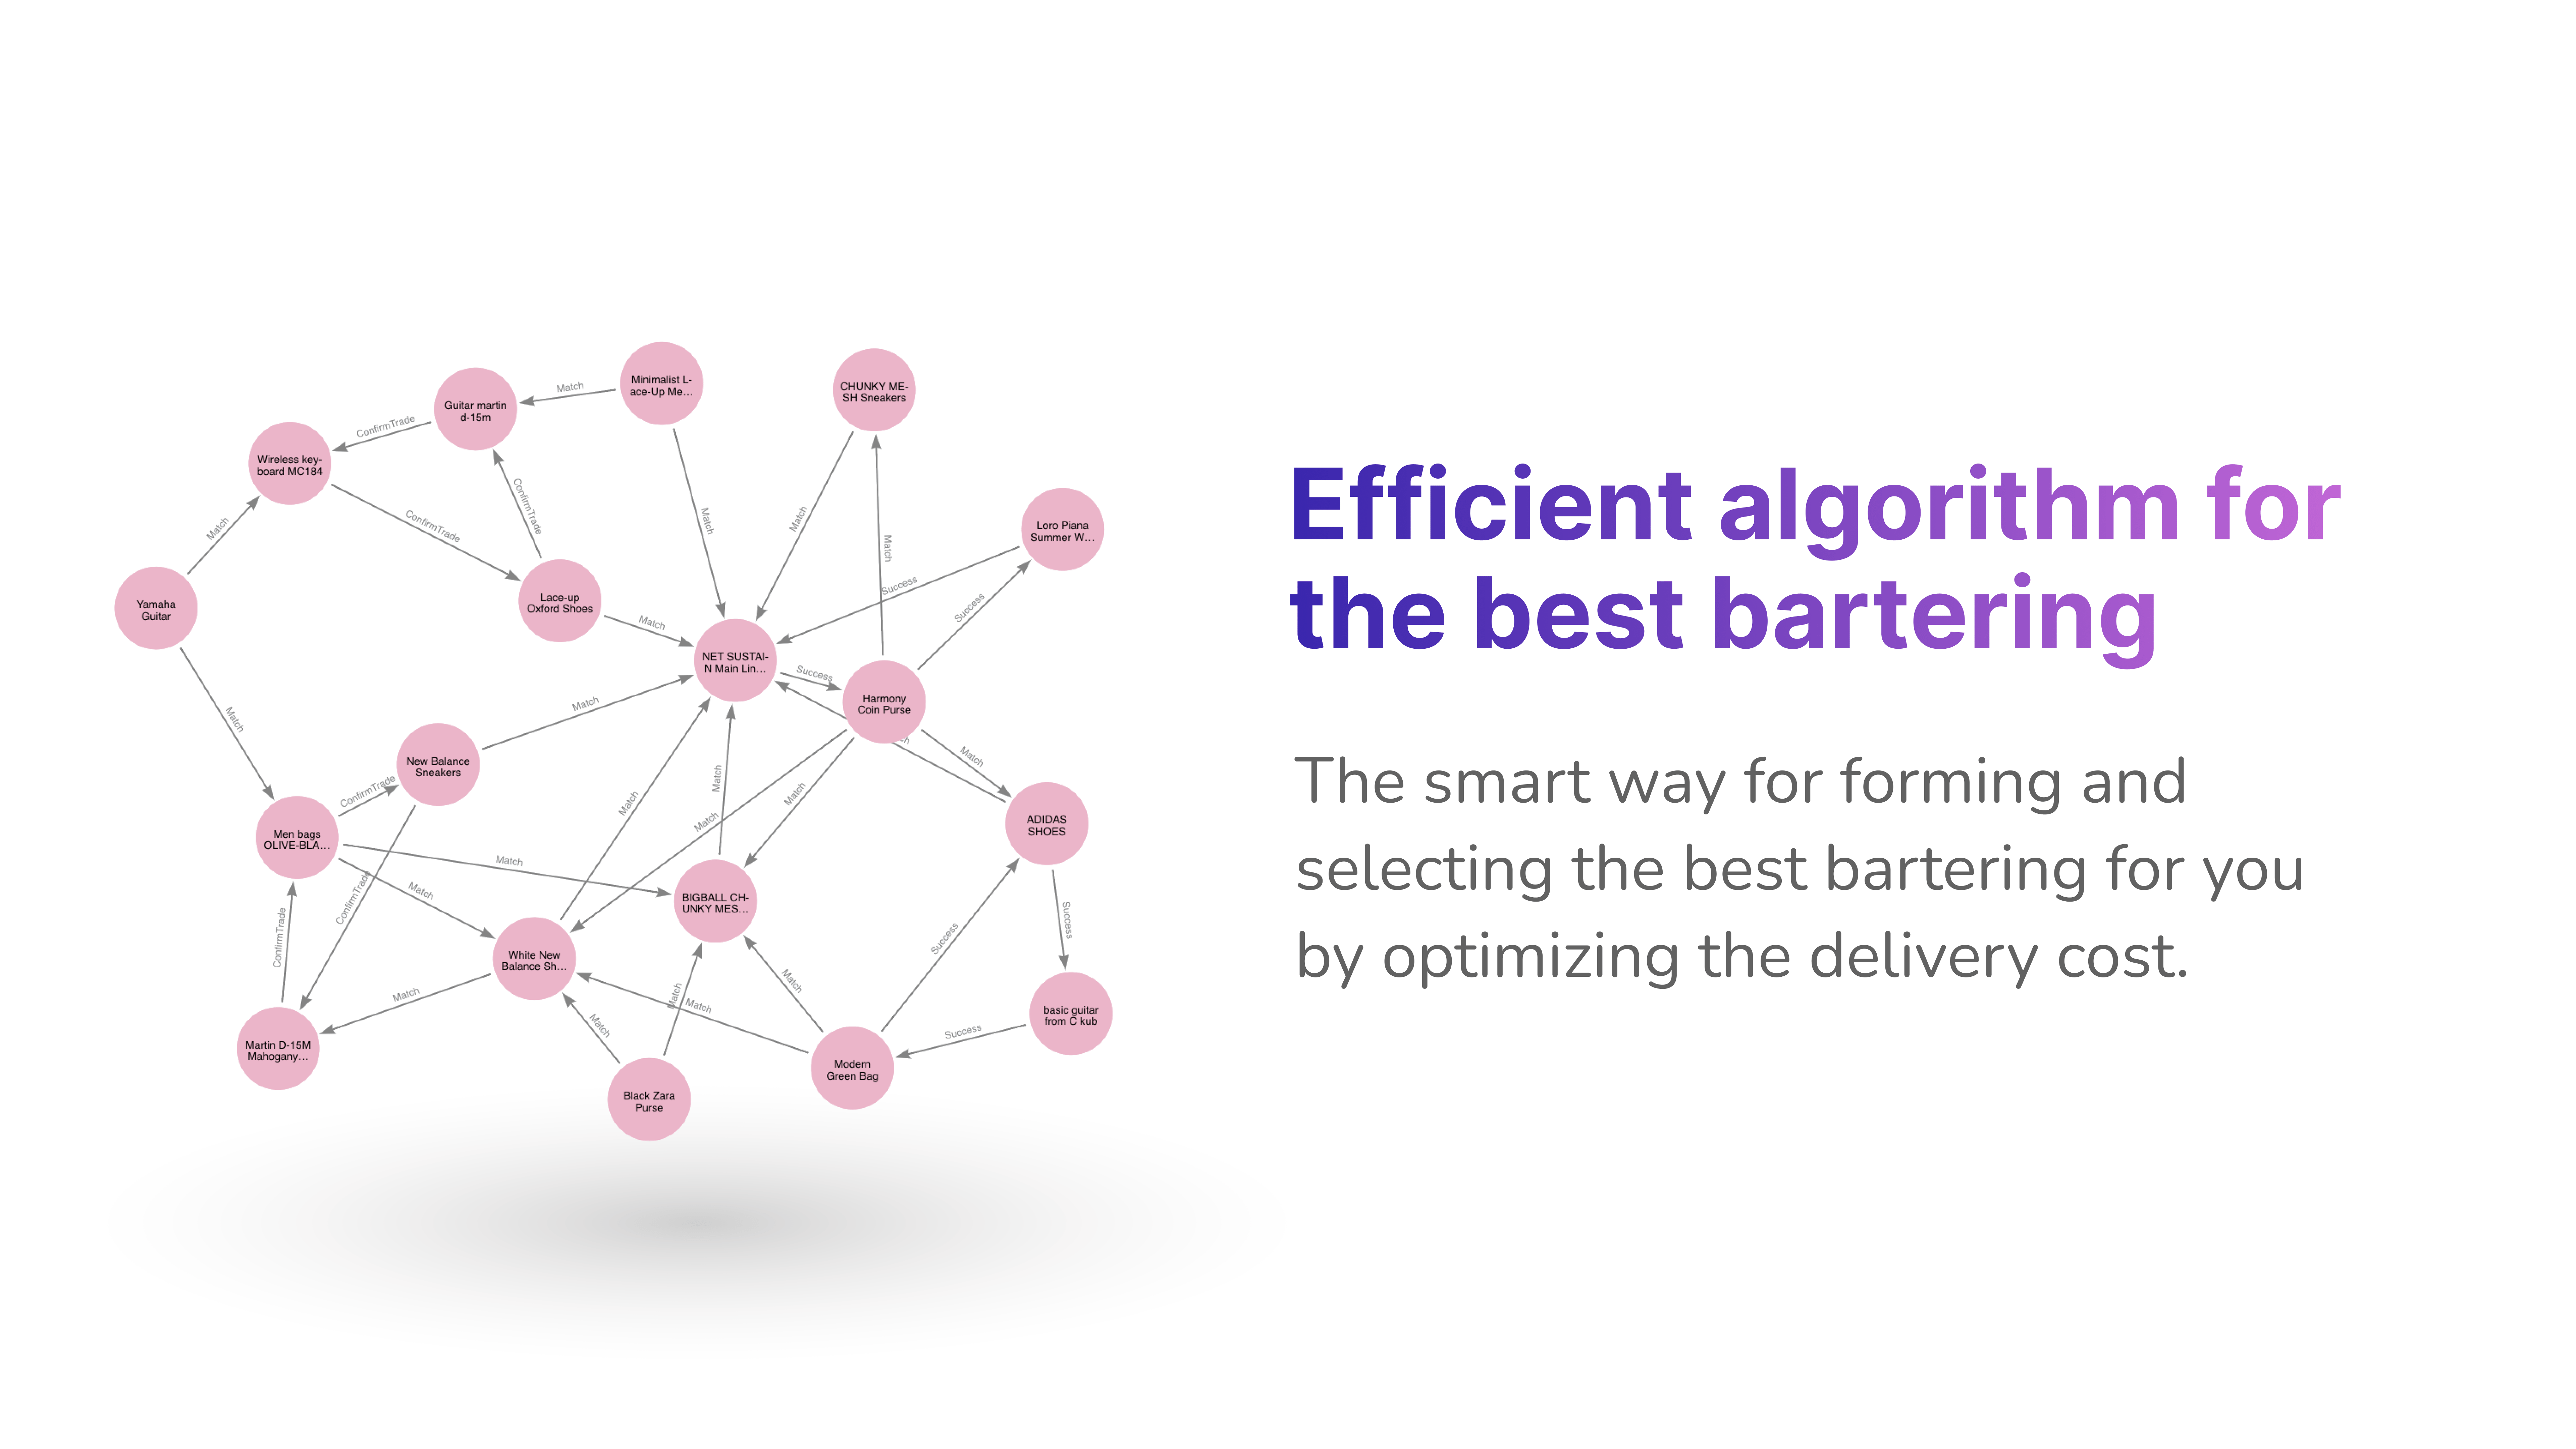 Efficient algorithm for
the best bartering
The smart way for forming and
selecting the best bartering for you
by optimizing the delivery cost.
Minimalist L-
ace-Up Me...
CHUNKY ME-
SH Sneakers
Guitar martin
d-15m
Wireless key-
board MC184
Loro Piana
Summer W...
Yamaha
Guitar
Lace-up
Oxford Shoes
NET SUSTAI-
N Main Lin...
Harmony
Coin Purse
New Balance
Sneakers
Men bags
OLIVE-BLA...
ADIDAS
SHOES
BIGBALL CH-
UNKY MES...
White New
Balance Sh...
basic guitar
from C kub
Martin D-15M
Mahogany...
Modern
Green Bag
Black Zara
Purse
Match
ConfirmTrade
Match
ConfirmTrade
ConfirmTrade
Match
Match
Match
Match
Success
Success
Match
Success
Match
Match
ConfirmTrade
Match
Match
Match
Match
Match
Match
Match
ConfirmTrade
ConfirmTrade
Success
Success
Match
Match
Match
Match
Match
Success